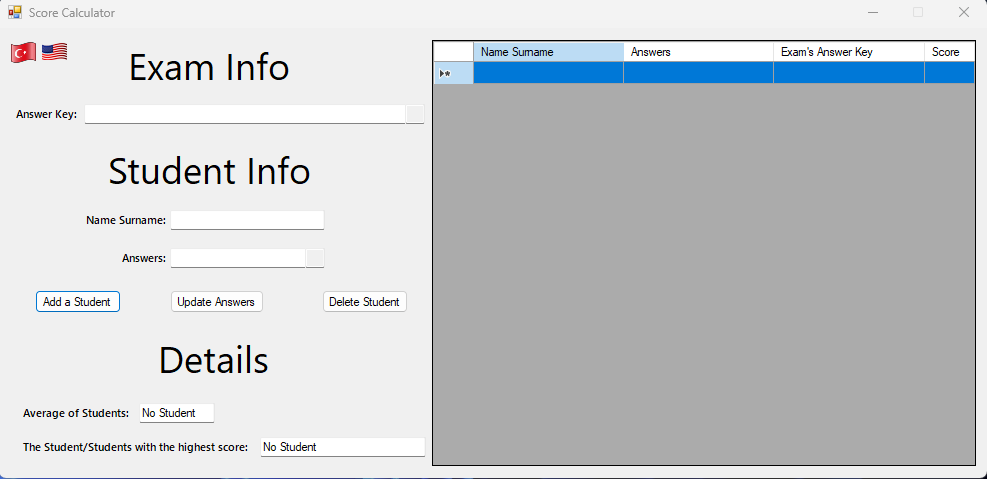 Score Calculator
Exam Info
Answer Key:
Student Info
Name Surname:
Answers:
Add a Student
Update Answers
Delete Student
Details
Average of Students:
No Student
The Student/Students with the highest score:
No Student
Name Surname
Answers
Exam's Answer Key
Score